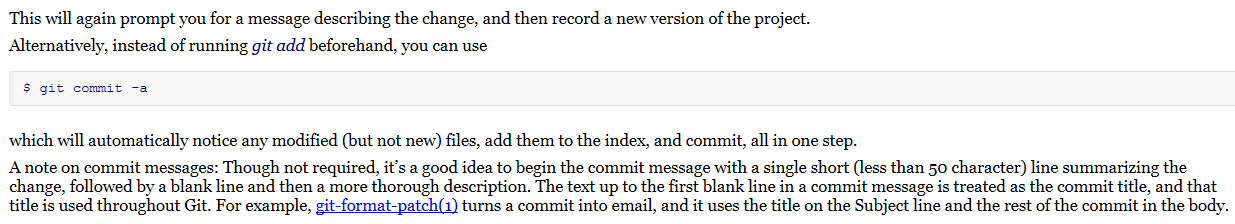 This will again prompt you for a message describing the change, and then record a new version of the project.
Alternatively, instead of running git add beforehand, you can use
$ git commit -a
which will automatically notice any modified (but not new) files, add them to the index, and commit, all in one step.
A note on commit messages: Though not required, it’s a good idea to begin the commit message with a single short (less than 50 character) line summarizing the
change, followed by a blank line and then a more thorough description. The text up to the first blank line in a commit message is treated as the commit title, and that
title is used throughout Git. For example, git-format-patch(1) turns a commit into email, and it uses the title on the Subject line and the rest of the commit in the body.